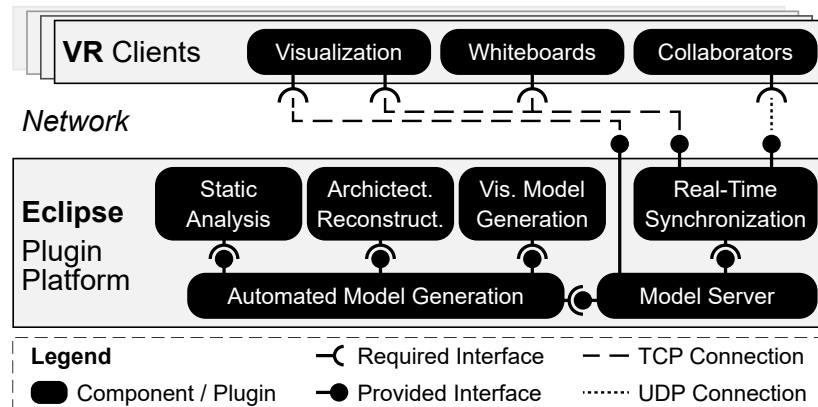 VR Clients
Visualization
Whiteboards
Collaborators
Network
Eclipse
Plugin
Platform
Static
Analysis
Archictect.
Reconstruct.
Vis. Model
Generation
Real-Time
Synchronization
Automated Model Generation
Model Server
Legend
Required Interface
TCP Connection
Component / Plugin
Provided Interface
UDP Connection